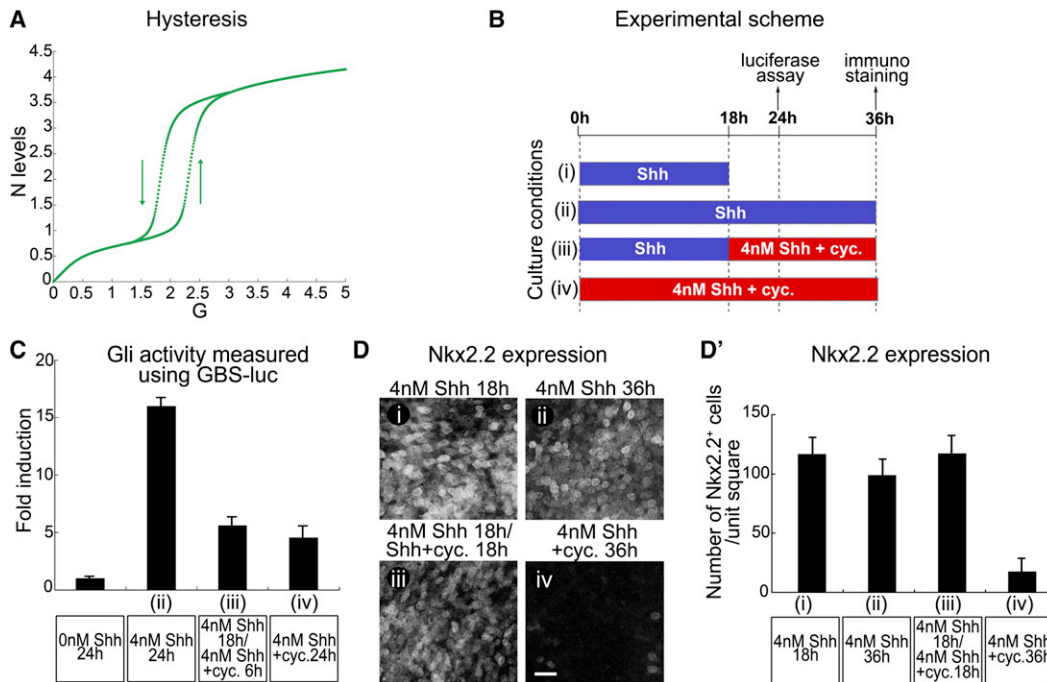 A
Hysteresis
4.5
4
3.5
3
2.5
2
1.5
1
0.5
0
N levels
0 0.5 1 1.5 2 2.5 3 3.5 4 4.5 5
G
B
Experimental scheme
luciferase
assay
immuno
staining
0h 18h 24h 36h
Culture conditions
(i) Shh
(ii) Shh
(iii) Shh 4nM Shh + cyc.
(iv) 4nM Shh + cyc.
C
Gli activity measured
using GBS-luc
20
15
10
5
0
Fold induction
(ii) (iii) (iv)
0nM Shh
24h
4nM Shh
24h
4nM Shh
18h/
4nM Shh
+cyc. 6h
4nM Shh
+cyc.24h
D
Nkx2.2 expression
4nM Shh 18h
i
4nM Shh 36h
ii
4nM Shh 18h/
Shh+cyc. 18h
iii
4nM Shh
+cyc. 36h
iv
D'
Nkx2.2 expression
150
100
50
0
Number of Nkx2.2⁺ cells
/unit square
(i) (ii) (iii) (iv)
4nM Shh
18h
4nM Shh
36h
4nM Shh
18h/
4nM Shh
+cyc.18h
4nM Shh
+cyc.36h